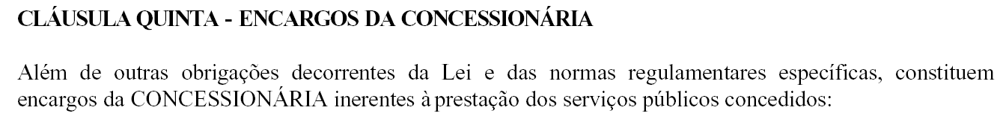 CLÁUSULA QUINTA - ENCARGOS DA CONCESSIONÁRIA
Além de outras obrigações decorrentes da Lei e das normas regulamentares específicas, constituem
encargos da CONCESSIONÁRIA inerentes à prestação dos serviços públicos concedidos: